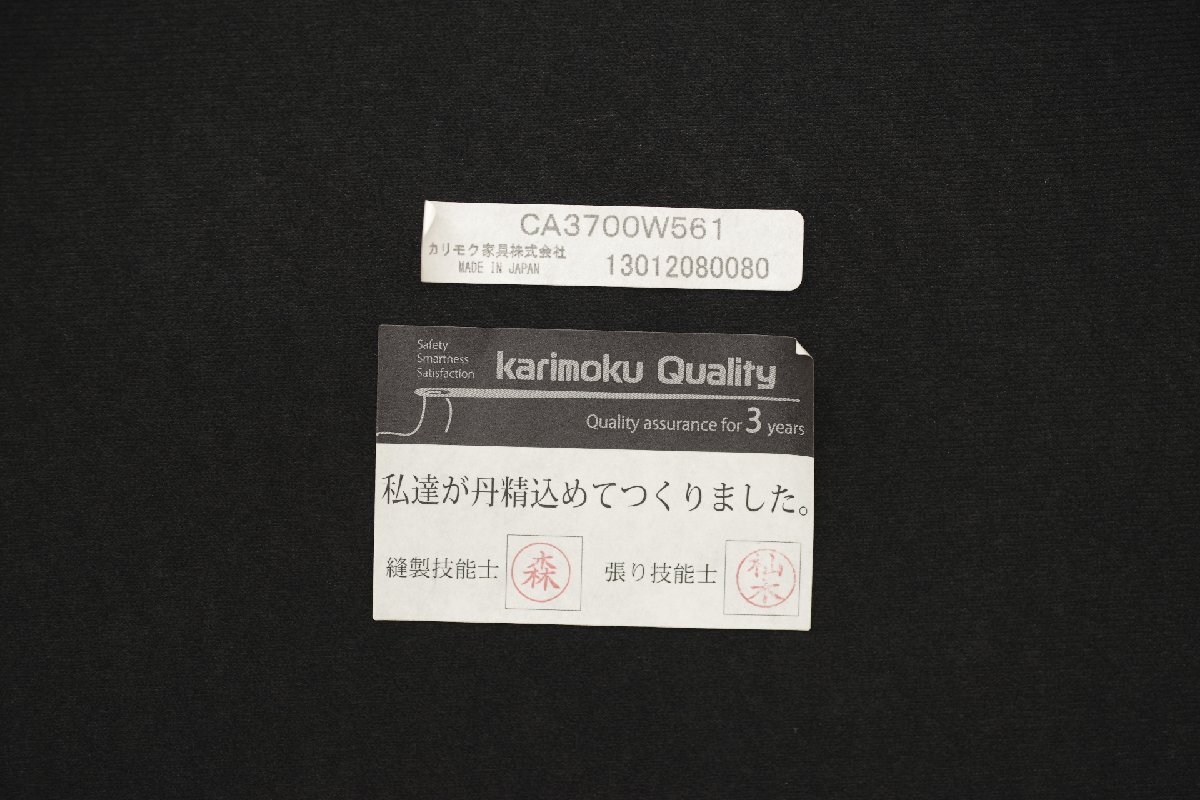 CA3700W561
カリモク家具株式会社
MADE IN JAPAN
13012080080
Safety
Smartness
Satisfaction
karimoku Quality
Quality assurance for 3 years
私達が丹精込めてつくりました。
縫製技能士 森
張り技能士